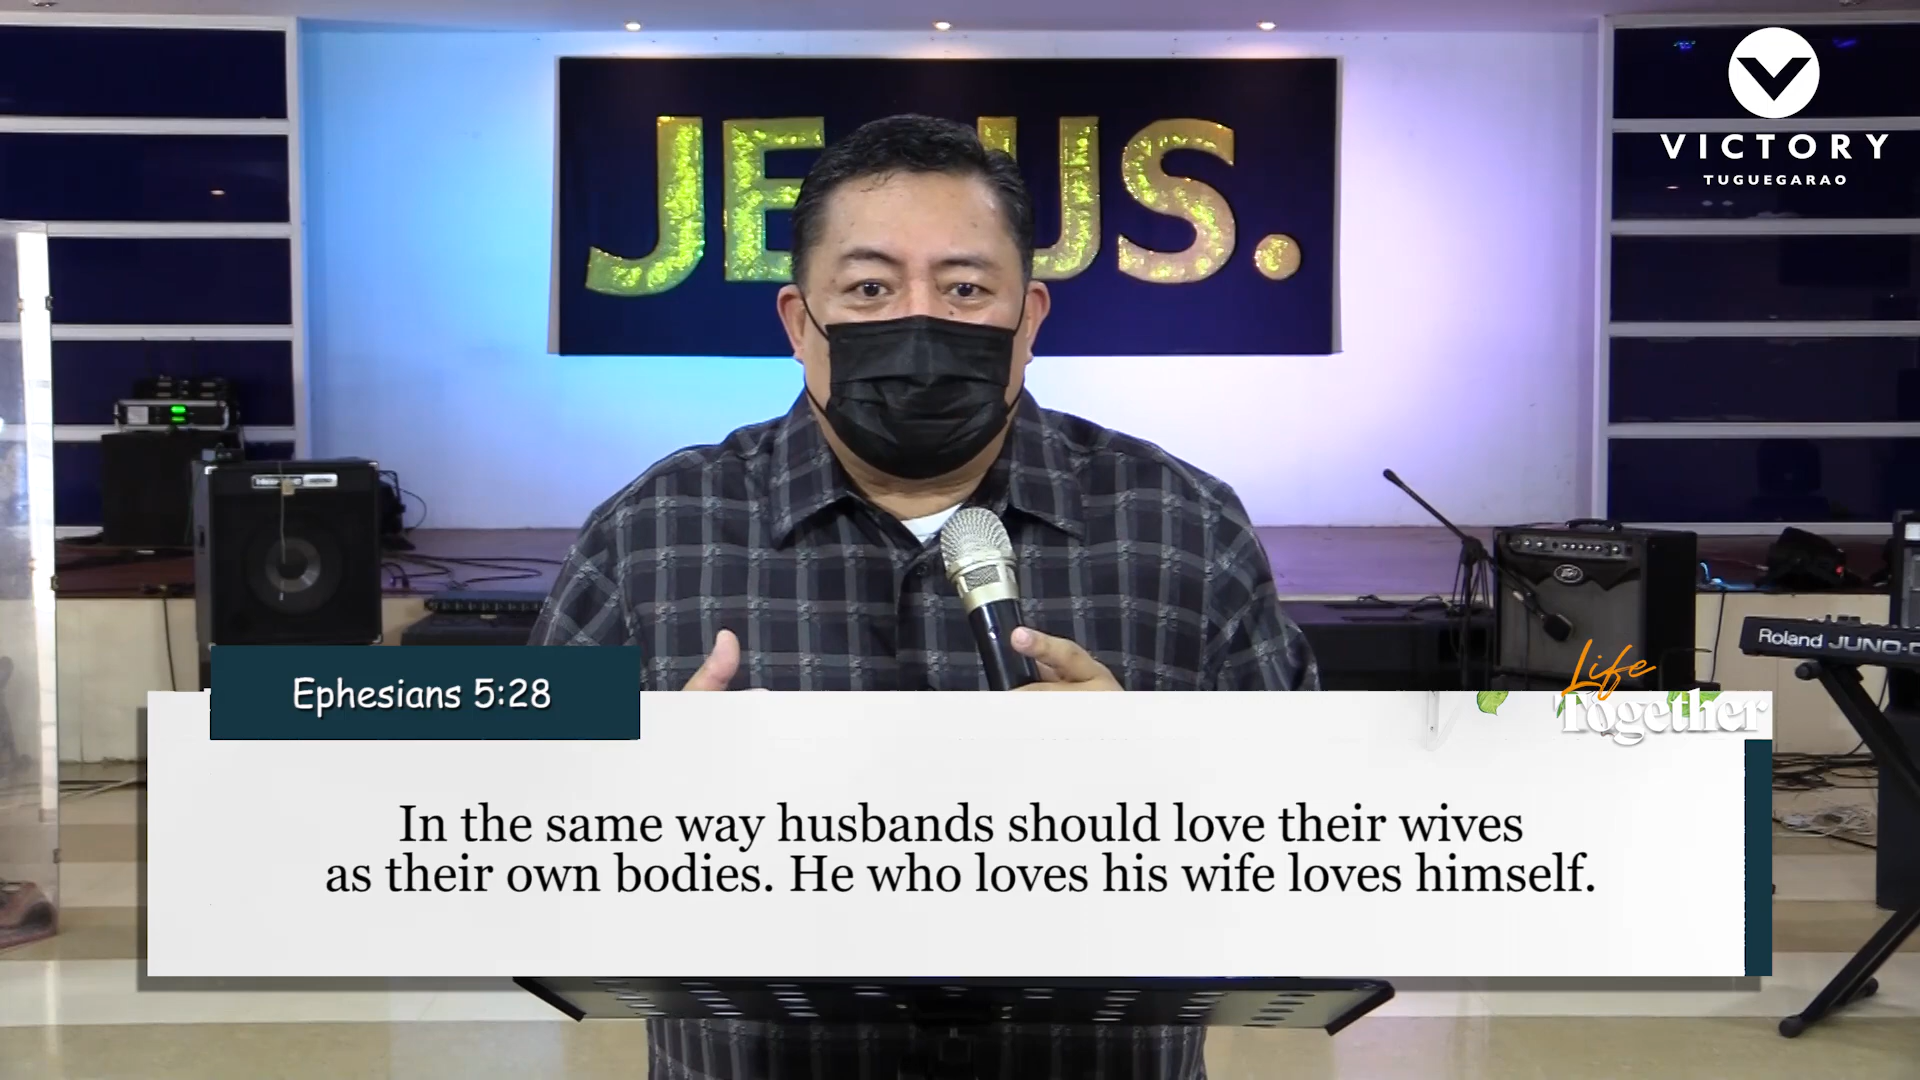 JE US.
VICTORY
TUGUEGARAO
Roland JUNO-D
Life
Together
Ephesians 5:28
In the same way husbands should love their wives
as their own bodies. He who loves his wife loves himself.